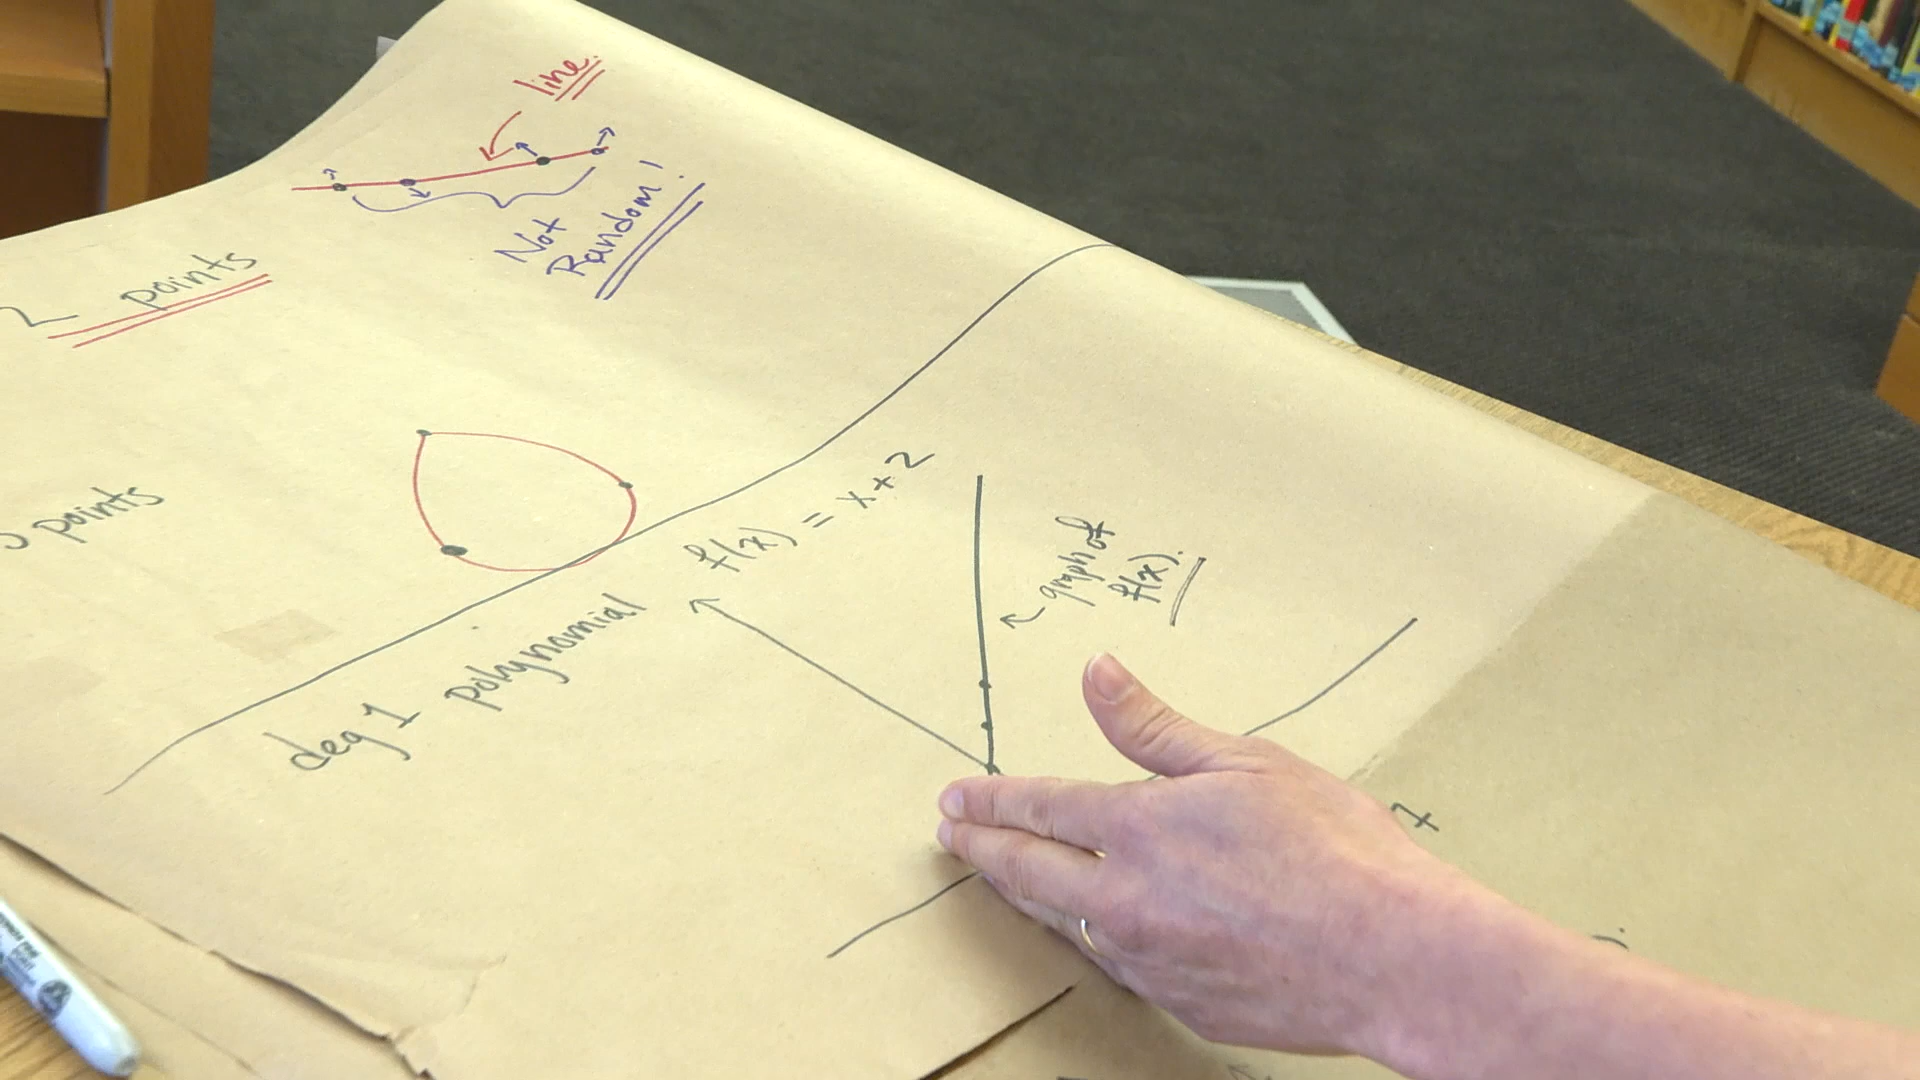 line.
Not
Random!
2 points
points
f(x) = x+2
graph of
f(x).
deg 1 polynomial